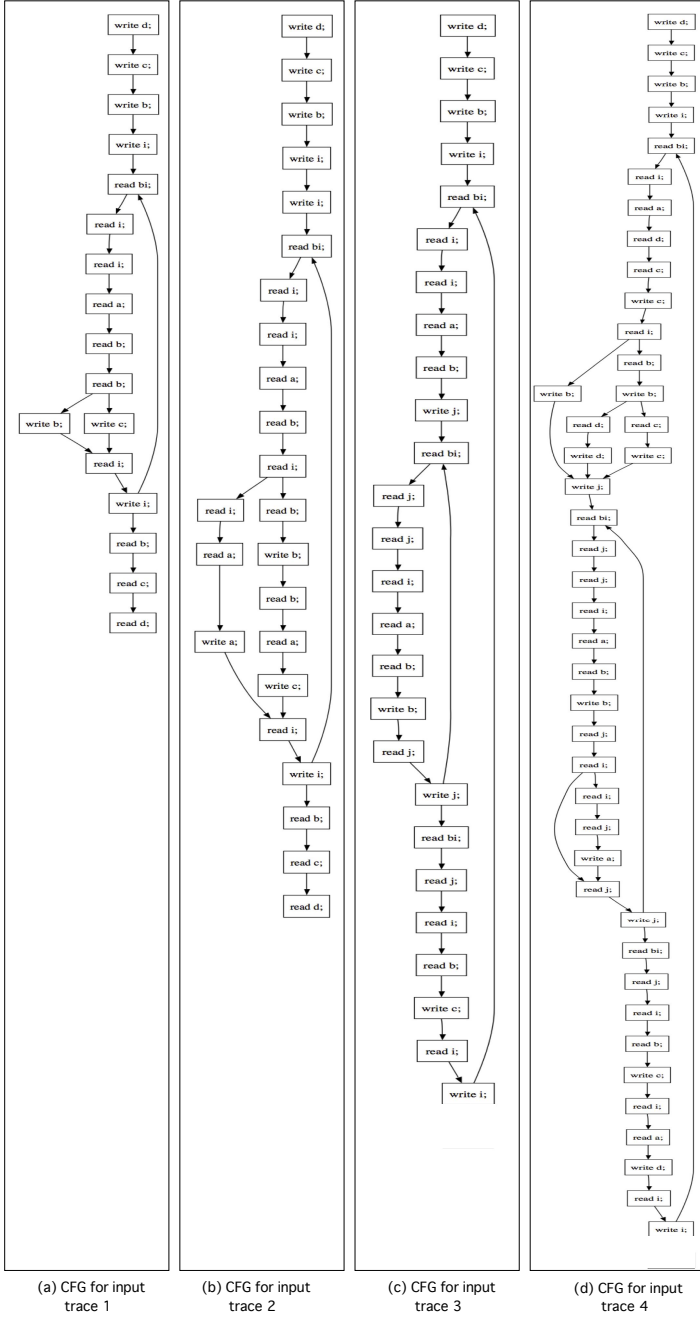 write d;
write c;
write b;
write i;
read bi;
read i;
read i;
read a;
read b;
read b;
write b;
write c;
read i;
write i;
read b;
read c;
read d;
(a) CFG for input
trace 1
write d;
write c;
write b;
write i;
write i;
read bi;
read i;
read i;
read a;
read b;
read i;
read i;
read b;
read a;
write b;
read b;
write a;
read a;
write c;
read i;
write i;
read b;
read c;
read d;
(b) CFG for input
trace 2
write d;
write c;
write b;
write i;
read bi;
read i;
read i;
read a;
read b;
write j;
read bi;
read j;
read j;
read i;
read a;
read b;
write b;
read j;
write j;
read bi;
read j;
read i;
read b;
write c;
read i;
write i;
(c) CFG for input
trace 3
write d;
write c;
write b;
write i;
read bi;
read i;
read a;
read d;
read c;
write c;
read i;
read b;
write b;
write b;
read d;
read c;
write d;
write c;
write j;
read bi;
read j;
read j;
read i;
read a;
read b;
write b;
read j;
read i;
read i;
read j;
write a;
read j;
write j;
read bi;
read j;
read i;
read b;
write c;
read i;
read a;
write d;
read i;
write i;
(d) CFG for input
trace 4